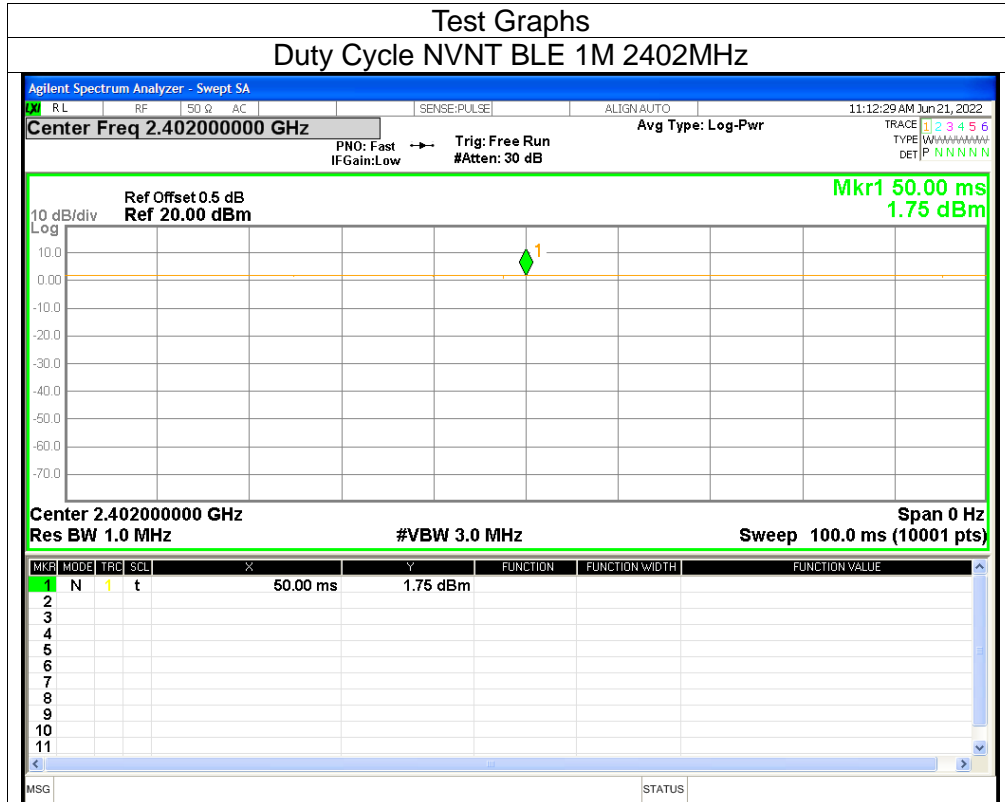 Test Graphs
Duty Cycle NVNT BLE 1M 2402MHz
Agilent Spectrum Analyzer - Swept SA
LXI RL RF 50 Ω AC SENSE:PULSE ALIGN AUTO 11:12:29 AM Jun 21, 2022
Center Freq 2.402000000 GHz Avg Type: Log-Pwr TRACE 1 2 3 4 5 6
PNO: Fast Trig: Free Run TYPE WWWWWW
IFGain:Low #Atten: 30 dB DET P N N N N N
Mkr1 50.00 ms
Ref Offset 0.5 dB
10 dB/div Ref 20.00 dBm 1.75 dBm
Log
1
10.0
0.00
-10.0
-20.0
-30.0
-40.0
-50.0
-60.0
-70.0
Center 2.402000000 GHz Span 0 Hz
Res BW 1.0 MHz #VBW 3.0 MHz Sweep 100.0 ms (10001 pts)
MKR MODE TRC SCL X Y FUNCTION FUNCTION WIDTH FUNCTION VALUE
1 N 1 t 50.00 ms 1.75 dBm
2
3
4
5
6
7
8
9
10
11
MSG STATUS